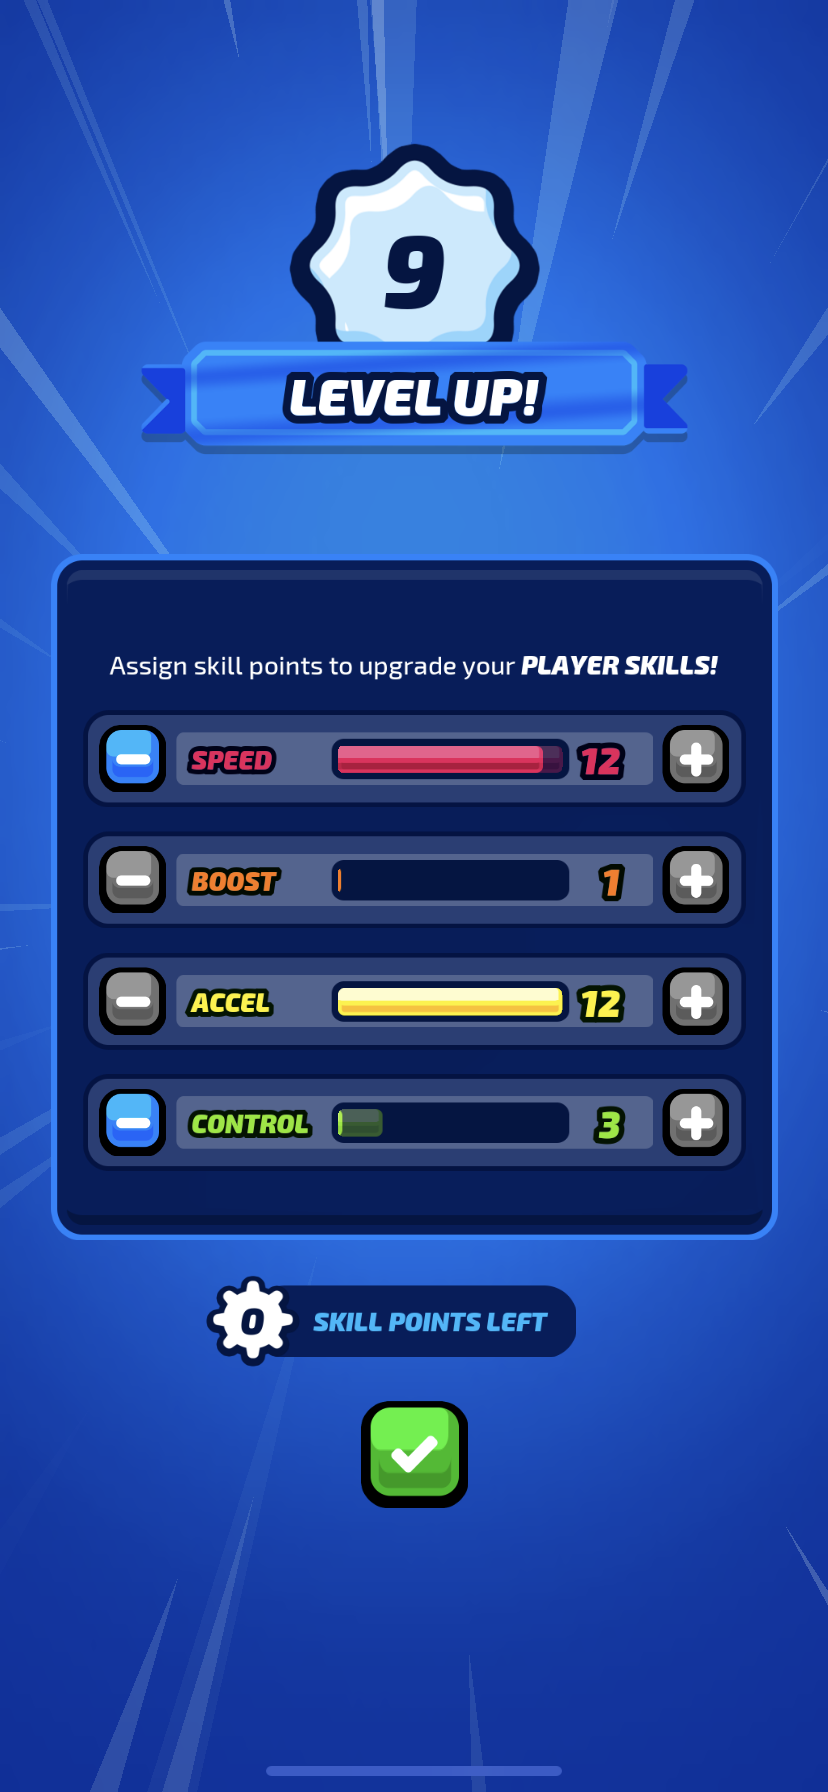 9
LEVEL UP!
Assign skill points to upgrade your PLAYER SKILLS!
SPEED 12
BOOST 1
ACCEL 12
CONTROL 3
0 SKILL POINTS LEFT